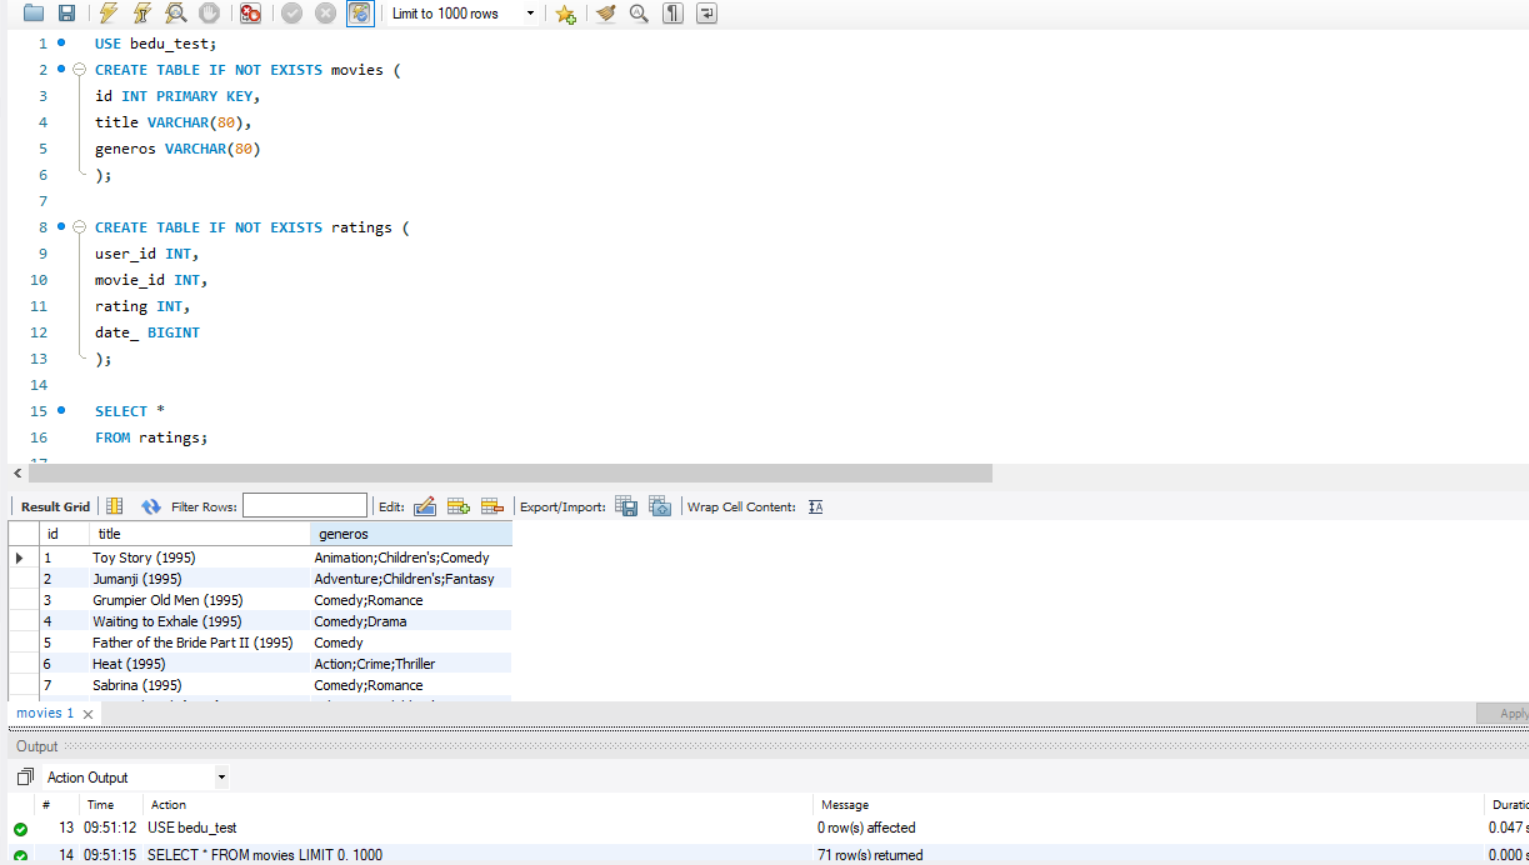 Limit to 1000 rows
1 USE bedu_test;
2 CREATE TABLE IF NOT EXISTS movies (
3 id INT PRIMARY KEY,
4 title VARCHAR(80),
5 generos VARCHAR(80)
6 );
7
8 CREATE TABLE IF NOT EXISTS ratings (
9 user_id INT,
10 movie_id INT,
11 rating INT,
12 date_ BIGINT
13 );
14
15 SELECT *
16 FROM ratings;
17
Result Grid Filter Rows: Edit: Export/Import: Wrap Cell Content:
id title generos
1 Toy Story (1995) Animation;Children's;Comedy
2 Jumanji (1995) Adventure;Children's;Fantasy
3 Grumpier Old Men (1995) Comedy;Romance
4 Waiting to Exhale (1995) Comedy;Drama
5 Father of the Bride Part II (1995) Comedy
6 Heat (1995) Action;Crime;Thriller
7 Sabrina (1995) Comedy;Romance
movies 1 Apply
Output
Action Output
# Time Action Message Duratio
13 09:51:12 USE bedu_test 0 row(s) affected 0.047 s
14 09:51:15 SELECT * FROM movies LIMIT 0, 1000 71 row(s) returned 0.000 s